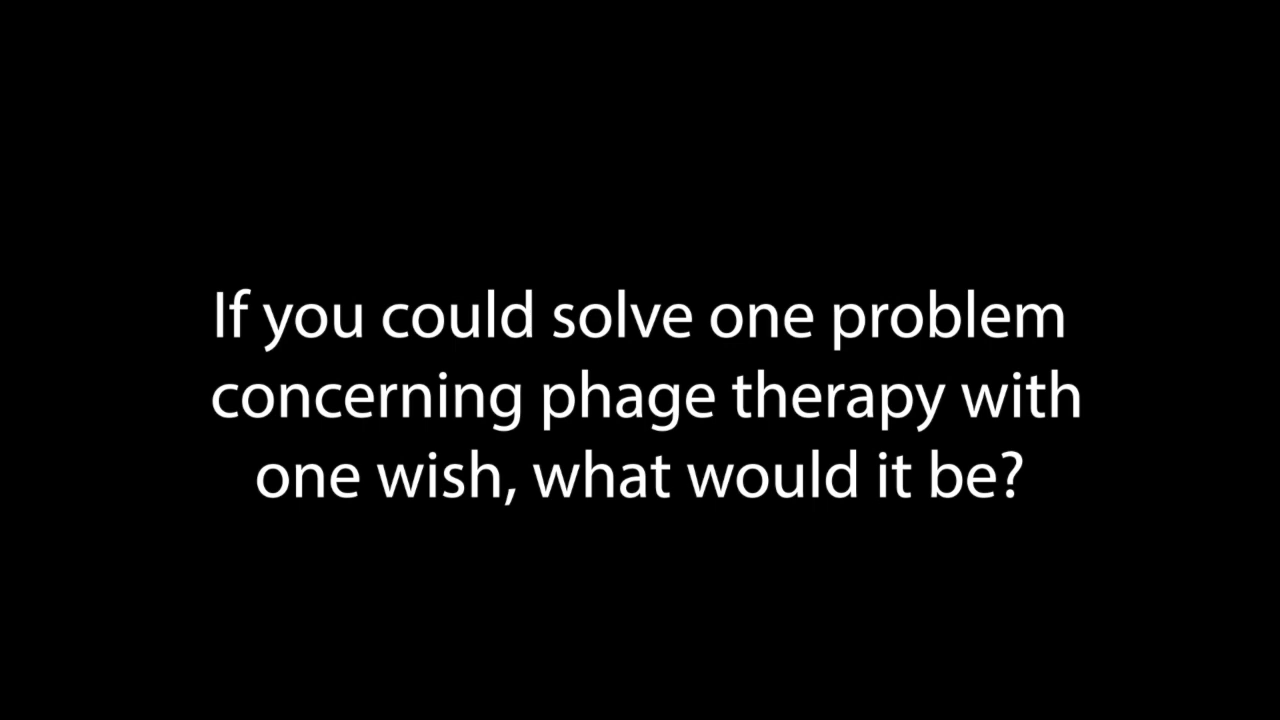 If you could solve one problem
concerning phage therapy with
one wish, what would it be?